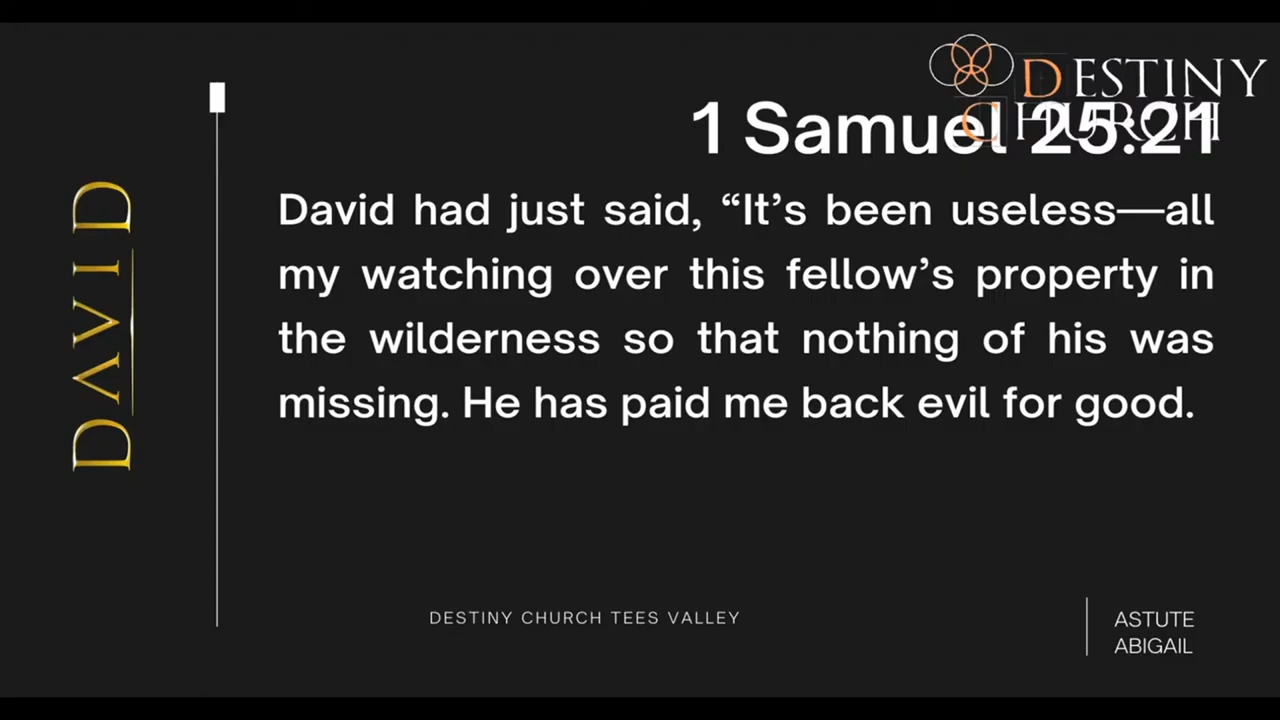 DESTINY
CHURCH
1 Samuel 25:21
David had just said, “It’s been useless—all
my watching over this fellow’s property in
the wilderness so that nothing of his was
missing. He has paid me back evil for good.
DAVID
DESTINY CHURCH TEES VALLEY
ASTUTE
ABIGAIL